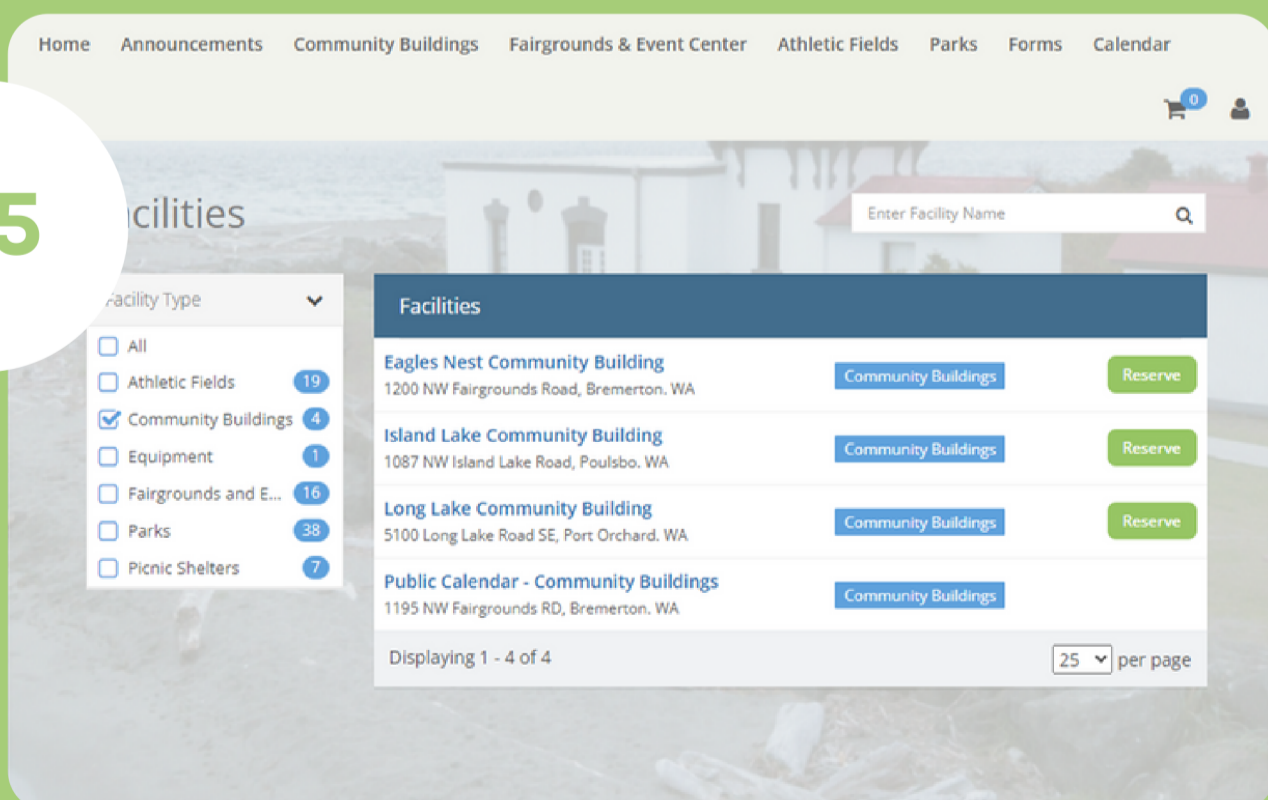 Home Announcements Community Buildings Fairgrounds & Event Center Athletic Fields Parks Forms Calendar
0
5
cilities
Enter Facility Name
Facility Type
All
Athletic Fields 19
Community Buildings 4
Equipment 1
Fairgrounds and E... 16
Parks 38
Picnic Shelters 7
Facilities
Eagles Nest Community Building
1200 NW Fairgrounds Road, Bremerton. WA
Community Buildings
Reserve
Island Lake Community Building
1087 NW Island Lake Road, Poulsbo. WA
Community Buildings
Reserve
Long Lake Community Building
5100 Long Lake Road SE, Port Orchard. WA
Community Buildings
Reserve
Public Calendar - Community Buildings
1195 NW Fairgrounds RD, Bremerton. WA
Community Buildings
Displaying 1 - 4 of 4
25 per page